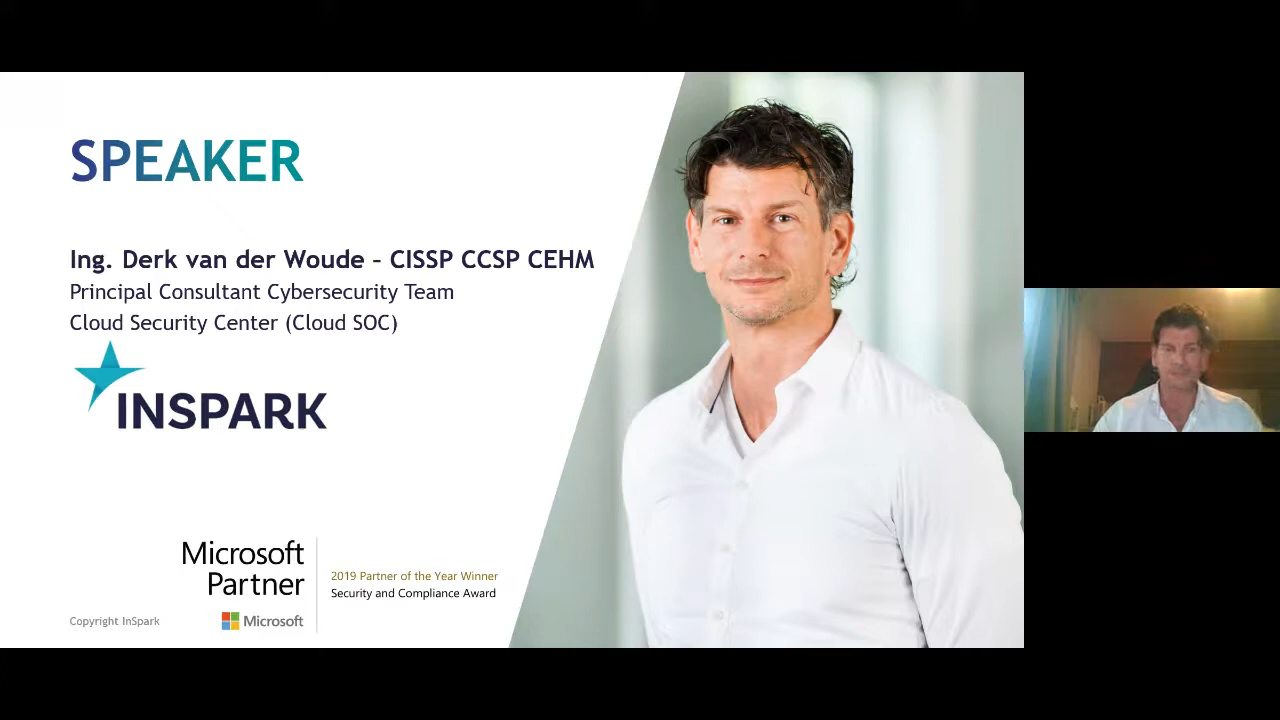 SPEAKER
Ing. Derk van der Woude – CISSP CCSP CEHM
Principal Consultant Cybersecurity Team
Cloud Security Center (Cloud SOC)
INSPARK
Microsoft
Partner
2019 Partner of the Year Winner
Security and Compliance Award
Copyright InSpark
Microsoft